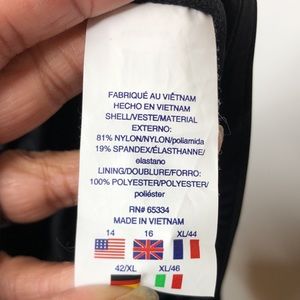 FABRIQUÉ AU VIÊTNAM
HECHO EN VIETNAM
SHELL/VESTE/MATERIAL
EXTERNO:
81% NYLON/NYLON/poliamida
19% SPANDEX/ÉLASTHANNE/
elastano
LINING/DOUBLURE/FORRO:
100% POLYESTER/POLYESTER/
poliéster
RN# 65334
MADE IN VIETNAM
14 16 XL/44
42/XL XL/46